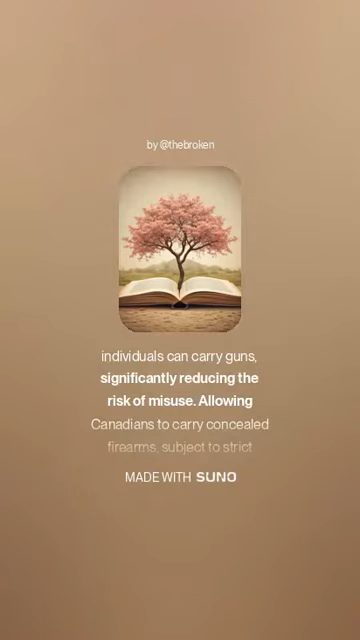 by @thebroken
individuals can carry guns,
significantly reducing the
risk of misuse. Allowing
Canadians to carry concealed
firearms, subject to strict
MADE WITH SUNO